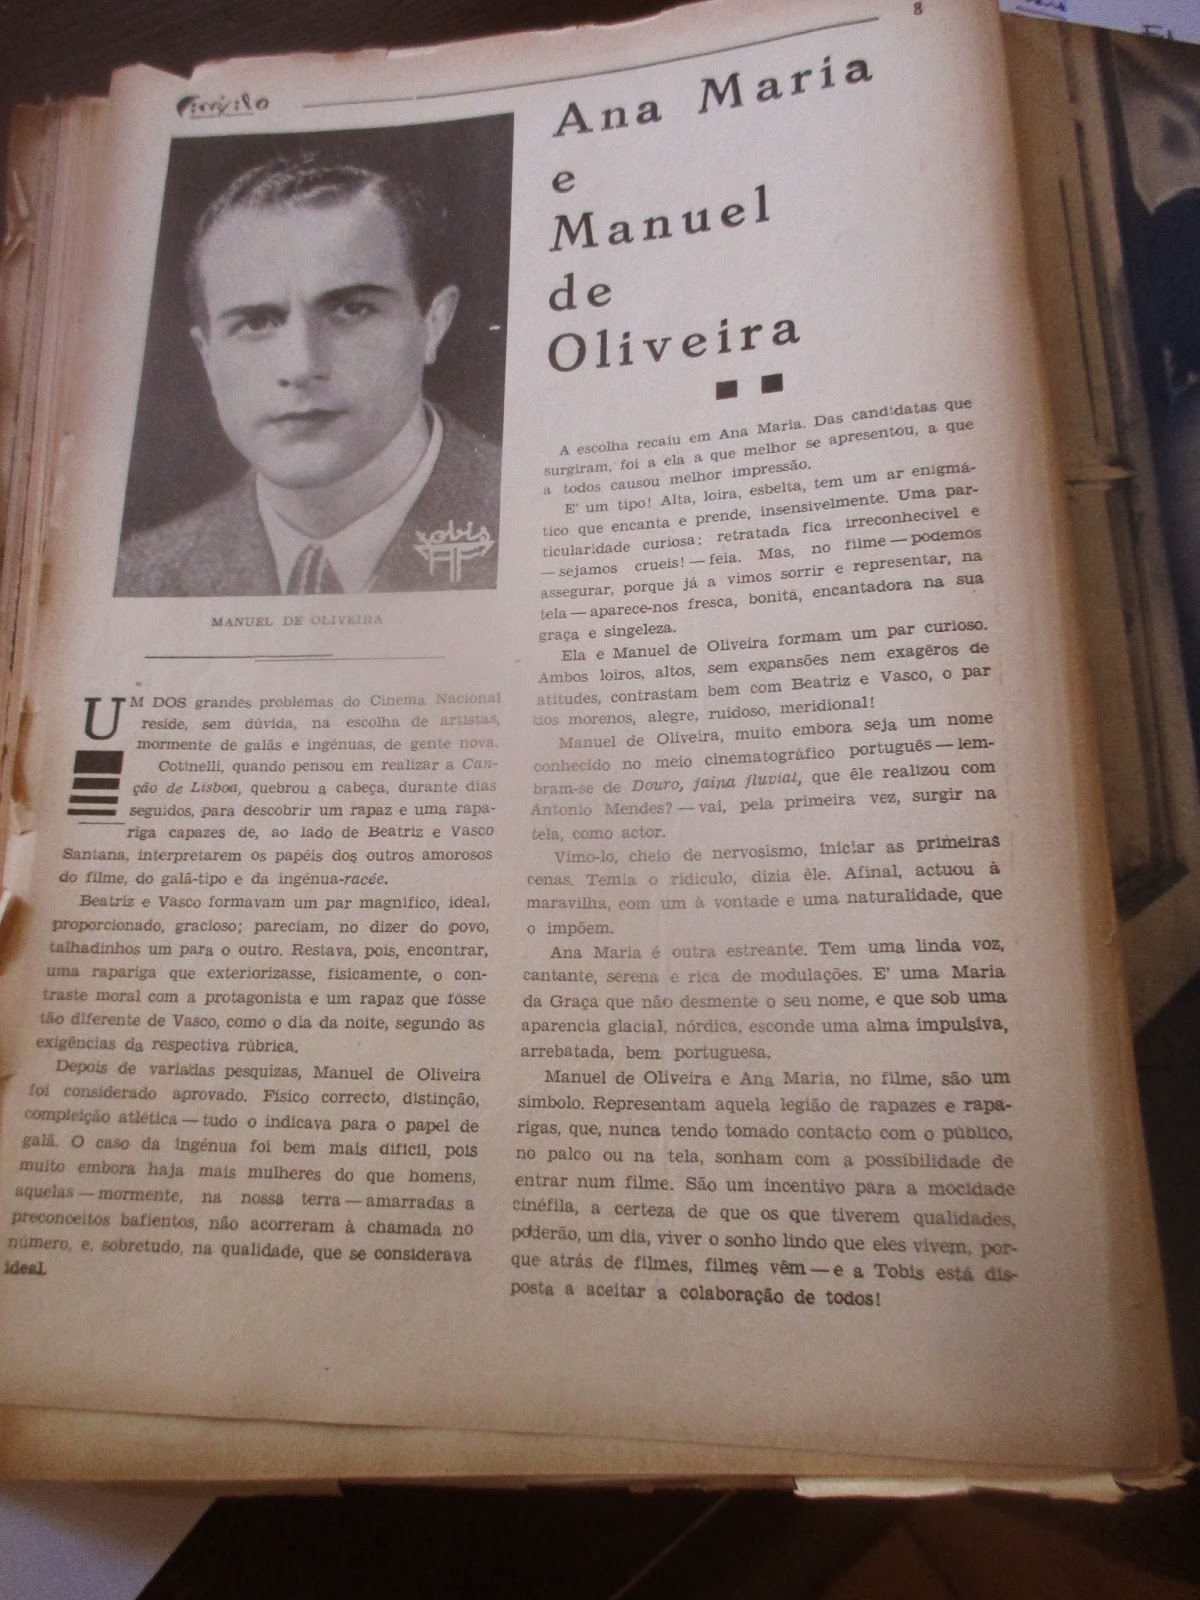 8
Ana Maria
e
Manuel
de
Oliveira
MANUEL DE OLIVEIRA
UM DOS grandes problemas do Cinema Nacional
reside, sem dúvida, na escolha de artistas,
mormente de galãs e ingénuas, de gente nova.
Cotinelli, quando pensou em realizar a Can-
ção de Lisboa, quebrou a cabeça, durante dias
seguidos, para descobrir um rapaz e uma rapa-
riga capazes de, ao lado de Beatriz e Vasco
Santana, interpretarem os papéis dos outros amorosos
do filme, do galã-tipo e da ingénua-racée.
Beatriz e Vasco formavam um par magnifico, ideal,
proporcionado, gracioso; pareciam, no dizer do povo,
talhadinhos um para o outro. Restava, pois, encontrar,
uma rapariga que exteriorizasse, fisicamente, o con-
traste moral com a protagonista e um rapaz que fôsse
tão diferente de Vasco, como o dia da noite, segundo as
exigências da respectiva rúbrica.
Depois de variadas pesquizas, Manuel de Oliveira
foi considerado aprovado. Físico correcto, distinção,
compleição atlética — tudo o indicava para o papel de
galã. O caso da ingénua foi bem mais difícil, pois
muito embora haja mais mulheres do que homens,
aquelas — mormente, na nossa terra — amarradas a
preconceitos bafientos, não acorreram à chamada no
número, e, sobretudo, na qualidade, que se considerava
ideal.
A escolha recaiu em Ana Maria. Das candidatas que
surgiram, foi a ela a que melhor se apresentou, a que
a todos causou melhor impressão.
E' um tipo! Alta, loira, esbelta, tem um ar enigmá-
tico que encanta e prende, insensivelmente. Uma par-
ticularidade curiosa: retratada fica irreconhecivel e
— sejamos crueis! — feia. Mas, no filme — podemos
assegurar, porque já a vimos sorrir e representar, na
tela — aparece-nos fresca, bonita, encantadora na sua
graça e singeleza.
Ela e Manuel de Oliveira formam um par curioso.
Ambos loiros, altos, sem expansões nem exagêros de
atitudes, contrastam bem com Beatriz e Vasco, o par
dos morenos, alegre, ruidoso, meridional!
Manuel de Oliveira, muito embora seja um nome
conhecido no meio cinematográfico português — lem-
bram-se de Douro, faina fluvial, que êle realizou com
Antonio Mendes? — vai, pela primeira vez, surgir na
tela, como actor.
Vimo-lo, cheio de nervosismo, iniciar as primeiras
cenas. Temia o ridiculo, dizia êle. Afinal, actuou à
maravilha, com um à vontade e uma naturalidade, que
o impõem.
Ana Maria é outra estreante. Tem uma linda voz,
cantante, serena e rica de modulações. E' uma Maria
da Graça que não desmente o seu nome, e que sob uma
aparencia glacial, nórdica, esconde uma alma impulsiva,
arrebatada, bem portuguesa.
Manuel de Oliveira e Ana Maria, no filme, são um
simbolo. Representam aquela legião de rapazes e rapa-
rigas, que, nunca tendo tomado contacto com o público,
no palco ou na tela, sonham com a possibilidade de
entrar num filme. São um incentivo para a mocidade
cinéfila, a certeza de que os que tiverem qualidades,
poderão, um dia, viver o sonho lindo que eles vivem, por-
que atrás de filmes, filmes vêm — e a Tobis está dis-
posta a aceitar a colaboração de todos!